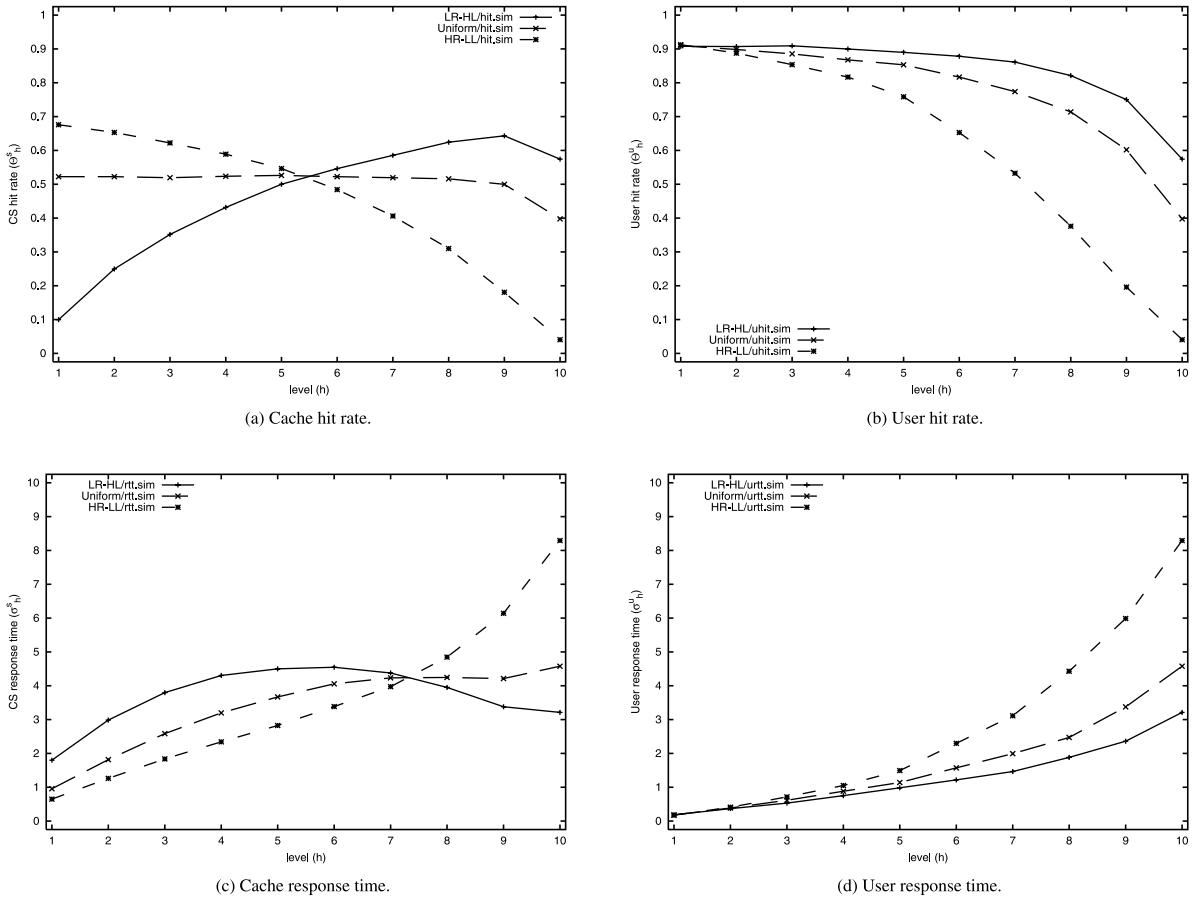 LR-HL/hit.sim
Uniform/hit.sim
HR-LL/hit.sim
CS hit rate (Θˢₕ)
1
0.9
0.8
0.7
0.6
0.5
0.4
0.3
0.2
0.1
0
1 2 3 4 5 6 7 8 9 10
level (h)
(a) Cache hit rate.
User hit rate (Θᵘₕ)
1
0.9
0.8
0.7
0.6
0.5
0.4
0.3
0.2
0.1
0
LR-HL/uhit.sim
Uniform/uhit.sim
HR-LL/uhit.sim
1 2 3 4 5 6 7 8 9 10
level (h)
(b) User hit rate.
LR-HL/rtt.sim
Uniform/rtt.sim
HR-LL/rtt.sim
CS response time (σˢₕ)
10
9
8
7
6
5
4
3
2
1
0
1 2 3 4 5 6 7 8 9 10
level (h)
(c) Cache response time.
LR-HL/urtt.sim
Uniform/urtt.sim
HR-LL/urtt.sim
User response time (σᵘₕ)
10
9
8
7
6
5
4
3
2
1
0
1 2 3 4 5 6 7 8 9 10
level (h)
(d) User response time.